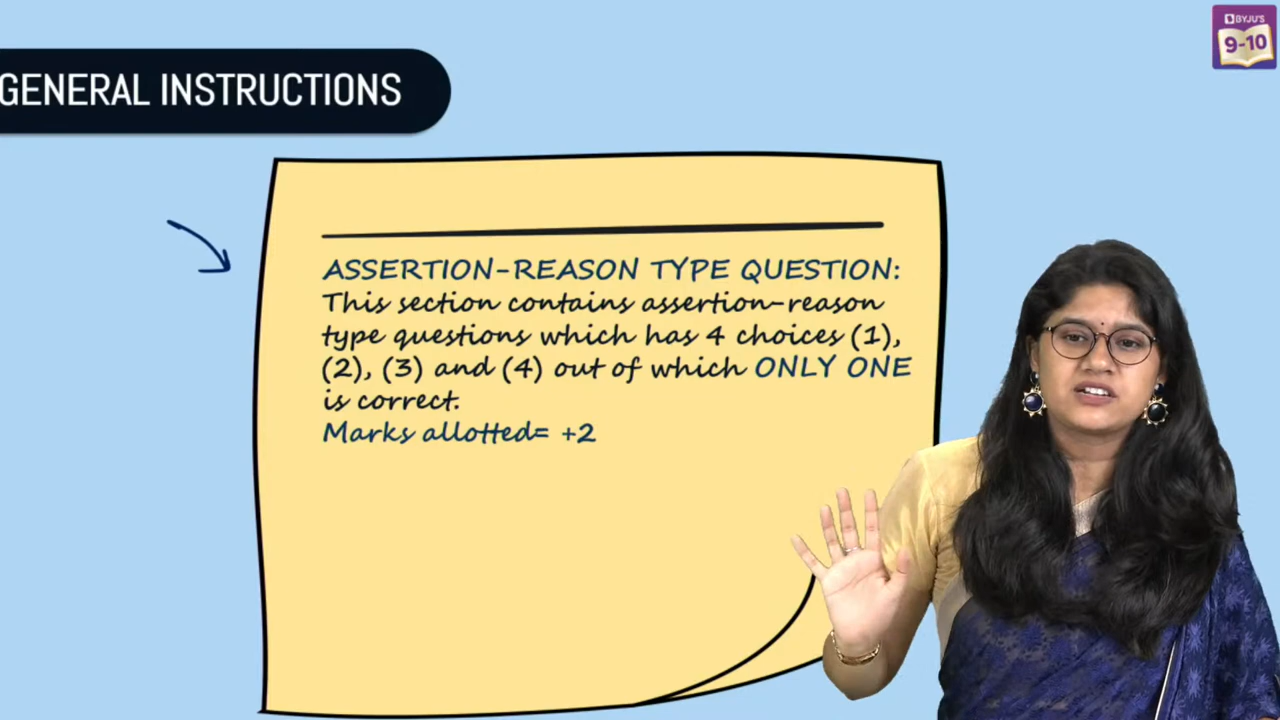 BYJU'S
9-10
GENERAL INSTRUCTIONS
ASSERTION-REASON TYPE QUESTION:
This section contains assertion-reason
type questions which has 4 choices (1),
(2), (3) and (4) out of which ONLY ONE
is correct.
Marks allotted= +2